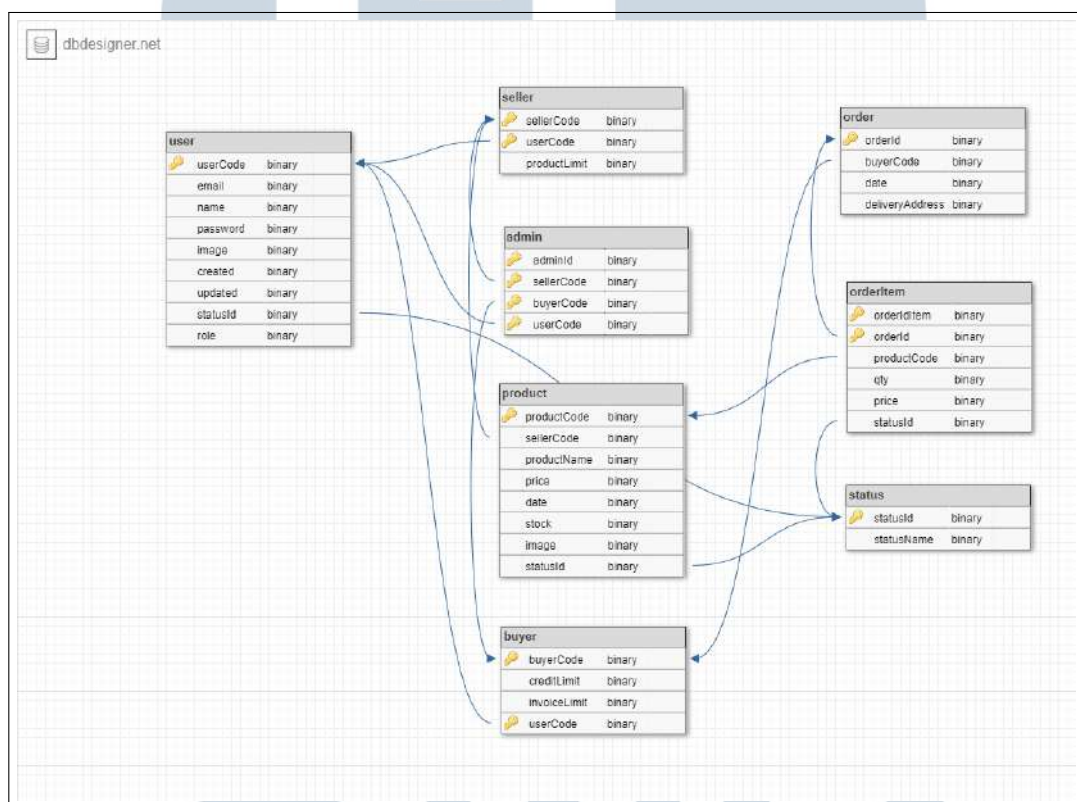 dbdesigner.net
user
userCode binary
email binary
name binary
password binary
image binary
created binary
updated binary
statusId binary
role binary
seller
sellerCode binary
userCode binary
productLimit binary
admin
adminId binary
sellerCode binary
buyerCode binary
userCode binary
product
productCode binary
sellerCode binary
productName binary
price binary
date binary
stock binary
image binary
statusId binary
buyer
buyerCode binary
creditLimit binary
invoiceLimit binary
userCode binary
order
orderId binary
buyerCode binary
date binary
deliveryAddress binary
orderItem
orderIdItem binary
orderId binary
productCode binary
qty binary
price binary
statusId binary
status
statusId binary
statusName binary